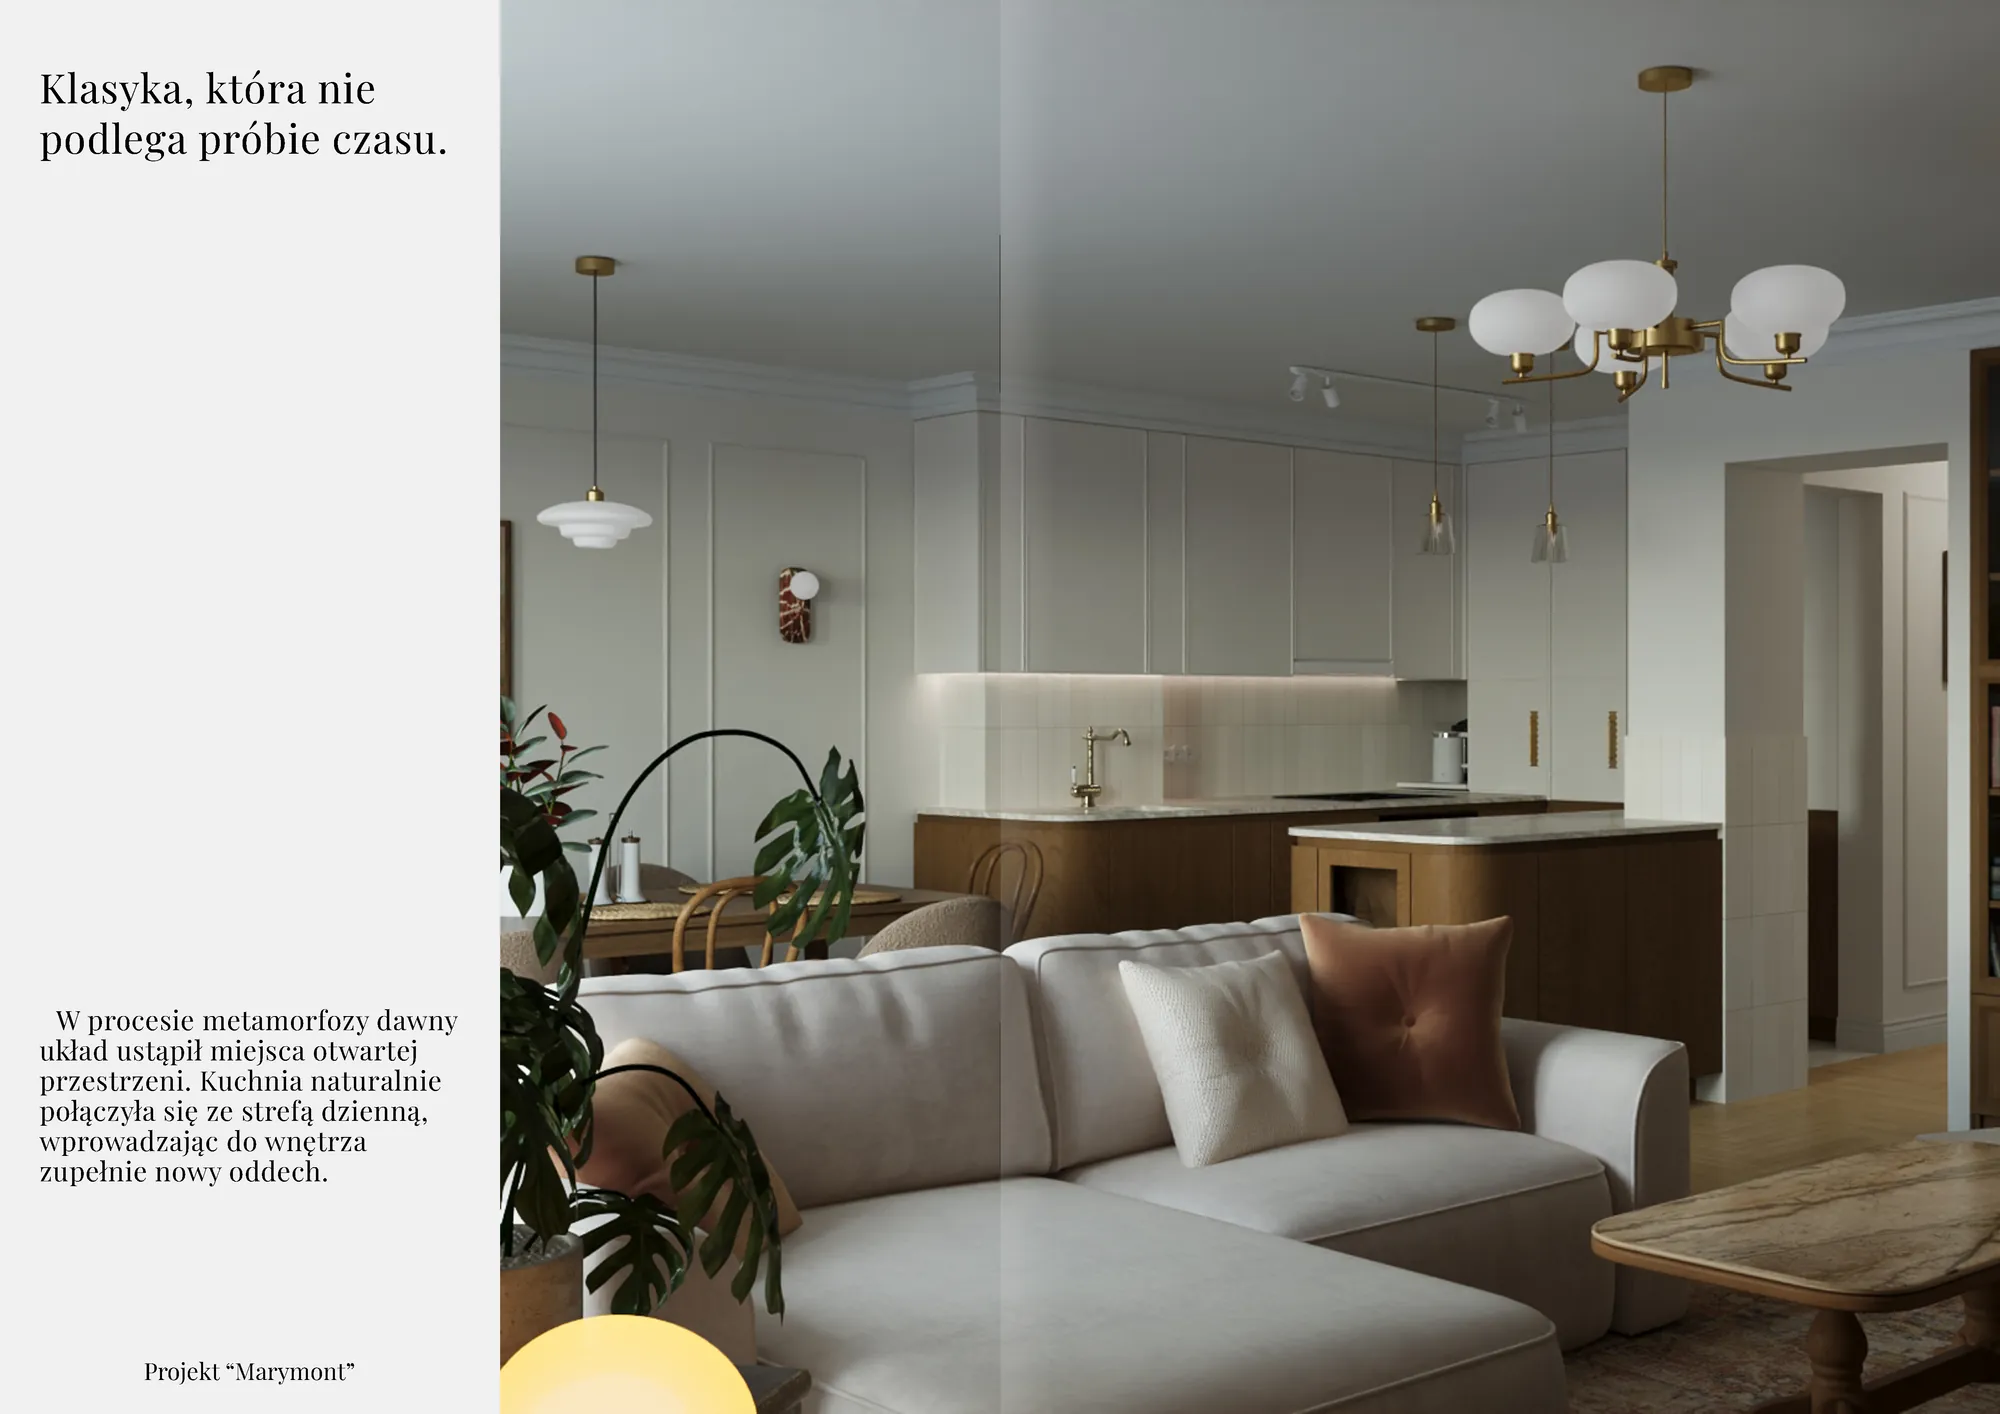 Klasyka, która nie
podlega próbie czasu.
W procesie metamorfozy dawny
układ ustąpił miejsca otwartej
przestrzeni. Kuchnia naturalnie
połączyła się ze strefą dzienną,
wprowadzając do wnętrza
zupełnie nowy oddech.
Projekt “Marymont”